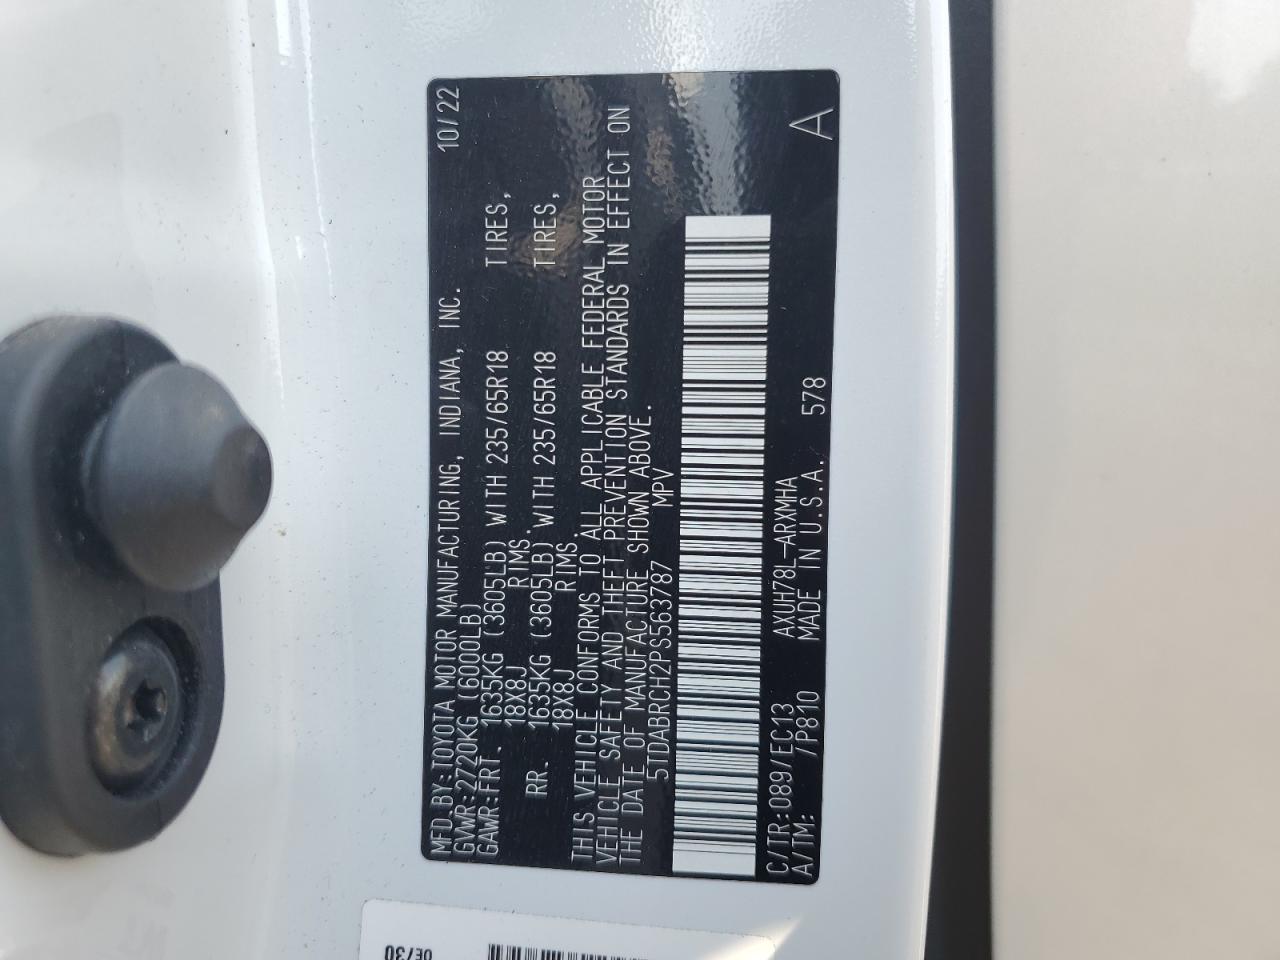 MFD.BY:TOYOTA MOTOR MANUFACTURING, INDIANA, INC. 10/22
GVWR:2720KG (6000LB)
GAWR:FRT. 1635KG (3605LB) WITH 235/65R18 TIRES,
18X8J RIMS.
RR. 1635KG (3605LB) WITH 235/65R18 TIRES,
18X8J RIMS.
THIS VEHICLE CONFORMS TO ALL APPLICABLE FEDERAL MOTOR
VEHICLE SAFETY AND THEFT PREVENTION STANDARDS IN EFFECT ON
THE DATE OF MANUFACTURE SHOWN ABOVE.
5TDABRCH2PS563787 MPV
C/TR:089/EC13 AXUH78L-ARXMHA
A/TM: /P810 MADE IN U.S.A. 578 A
OE/30